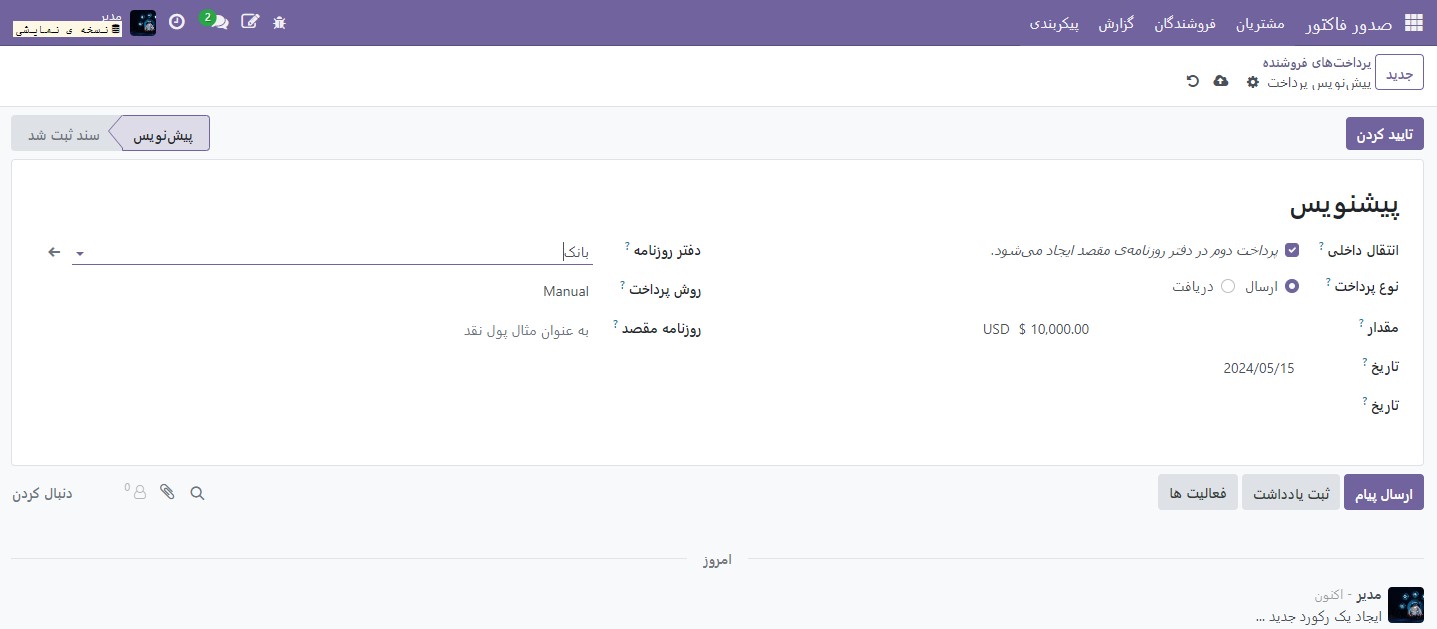 صدور فاکتور مشتریان فروشندگان گزارش پیکربندی
2 مدیر
نسخه ی نمایشی
جدید
پرداخت‌های فروشنده
پیش‌نویس پرداخت
تایید کردن
پیش‌نویس سند ثبت شد
پیشنویس
انتقال داخلی ? پرداخت دوم در دفتر روزنامه‌ی مقصد ایجاد می‌شود.
نوع پرداخت ? ارسال دریافت
مقدار ? $ 10,000.00 USD
تاریخ ? 2024/05/15
تاریخ ?
دفتر روزنامه ? بانک
روش پرداخت ? Manual
روزنامه مقصد ? به عنوان مثال پول نقد
ارسال پیام ثبت یادداشت فعالیت ها
0 دنبال کردن
امروز
مدیر - اکنون
ایجاد یک رکورد جدید ...